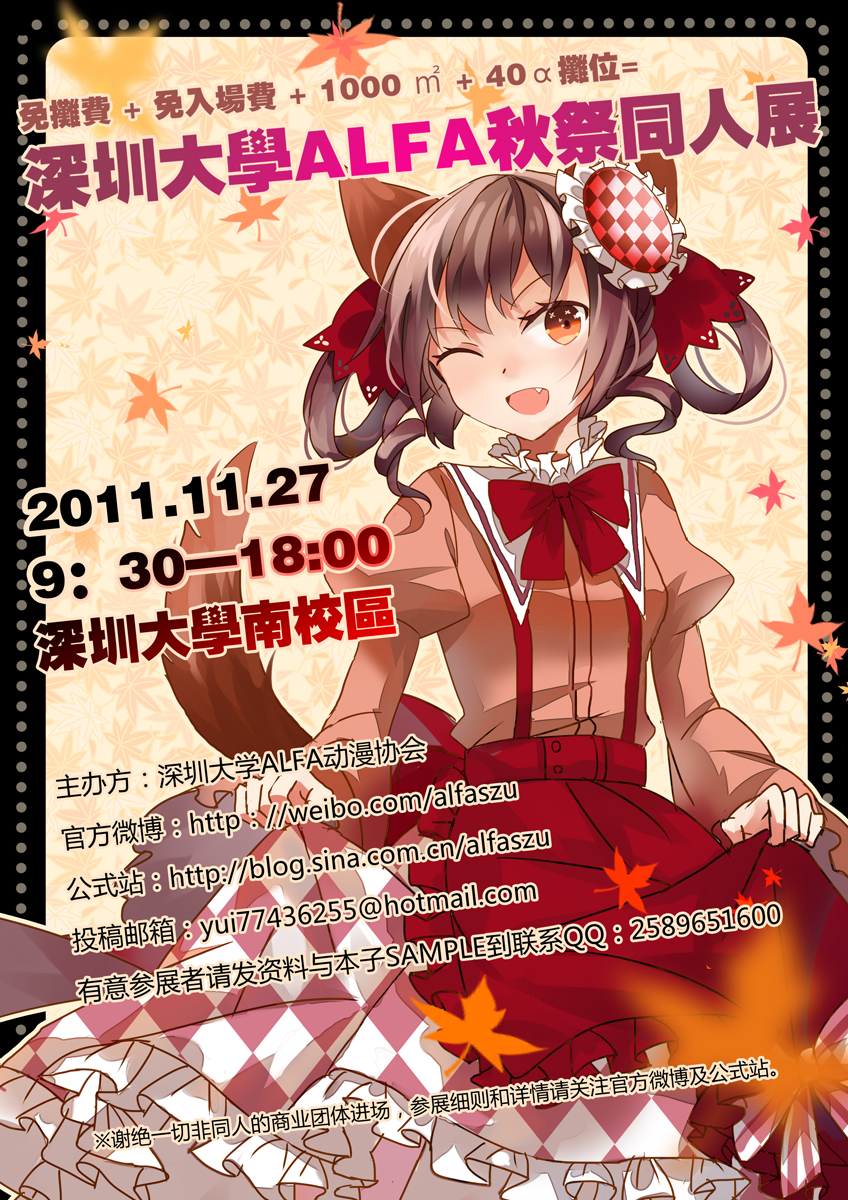 免攤費 + 免入場費 + 1000 ㎡ + 40α攤位=
深圳大學ALFA秋祭同人展
2011.11.27
9：30—18:00
深圳大學南校區
主办方：深圳大学ALFA动漫协会
官方微博：http：//weibo.com/alfaszu
公式站：http://blog.sina.com.cn/alfaszu
投稿邮箱：yui77436255@hotmail.com
有意参展者请发资料与本子SAMPLE到联系QQ：2589651600
※谢绝一切非同人的商业团体进场，参展细则和详情请关注官方微博及公式站。